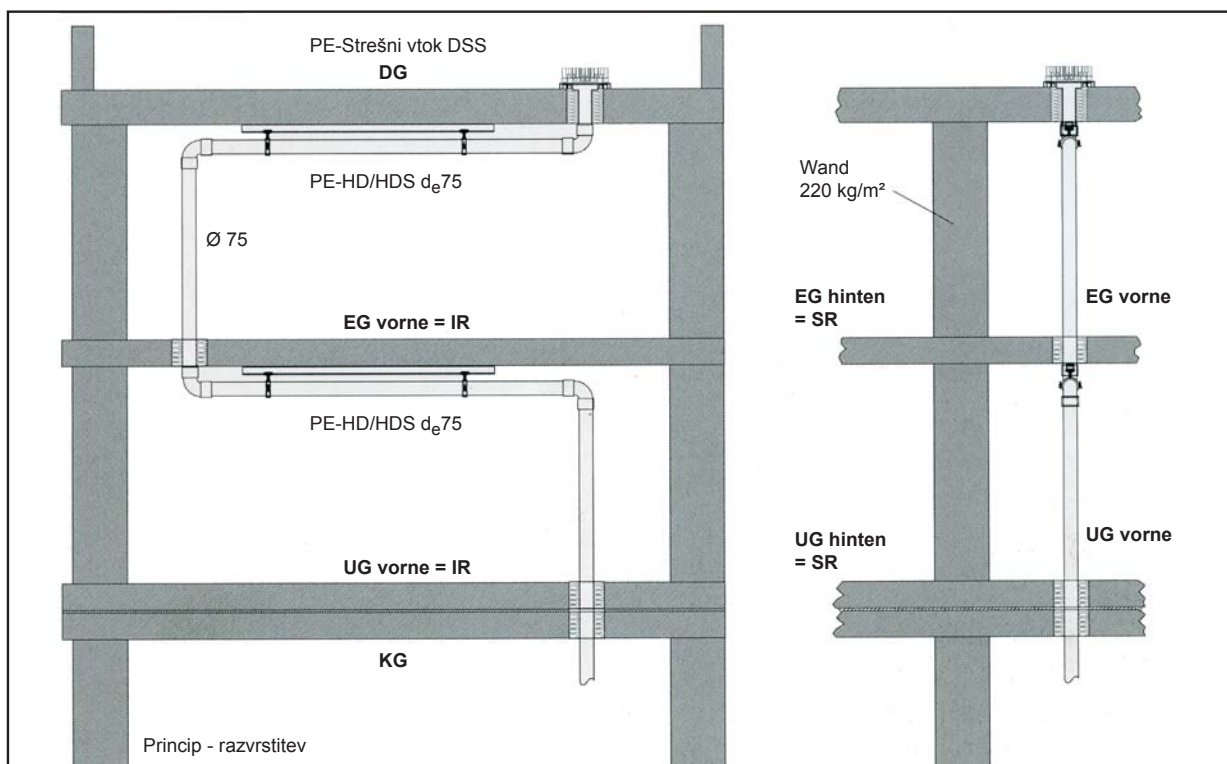 PE-Strešni vtok DSS
DG
PE-HD/HDS de75
Ø 75
EG vorne = IR
PE-HD/HDS de75
UG vorne = IR
KG
Princip - razvrstitev
Wand
220 kg/m²
EG hinten
= SR
EG vorne
UG hinten
= SR
UG vorne